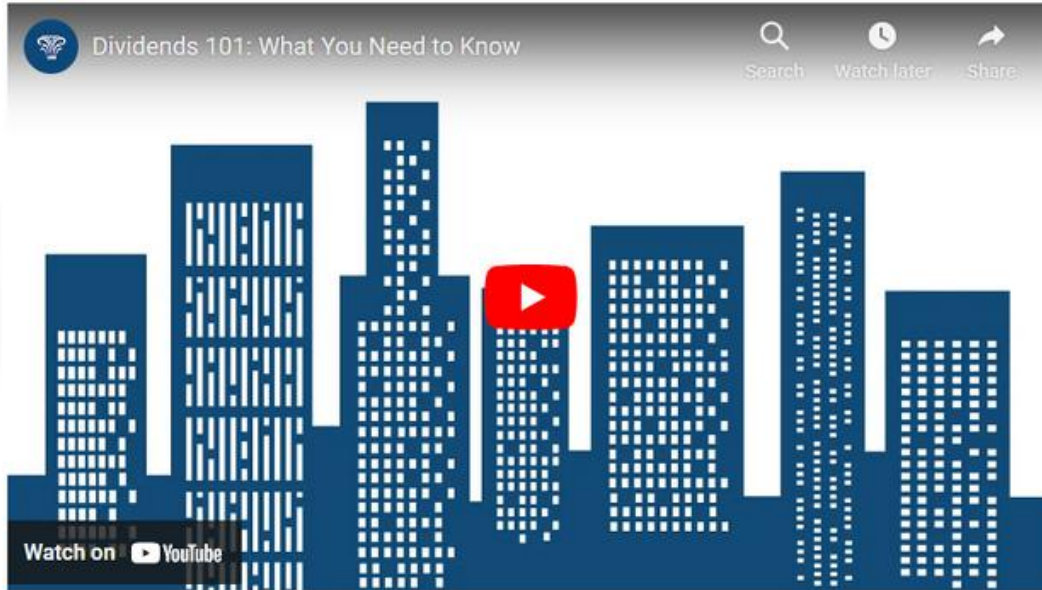 Dividends 101: What You Need to Know
Search
Watch later
Share
Watch on YouTube